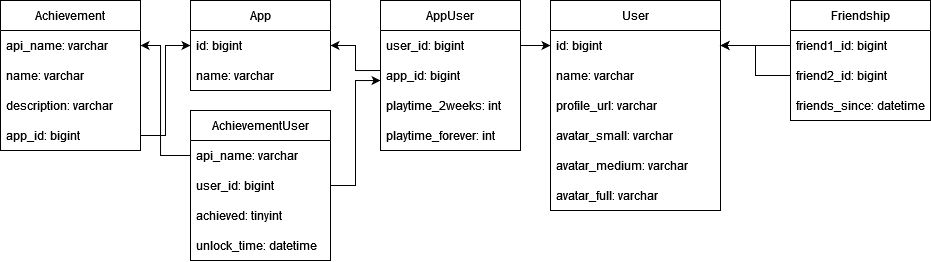 Achievement
api_name: varchar
name: varchar
description: varchar
app_id: bigint
App
id: bigint
name: varchar
AchievementUser
api_name: varchar
user_id: bigint
achieved: tinyint
unlock_time: datetime
AppUser
user_id: bigint
app_id: bigint
playtime_2weeks: int
playtime_forever: int
User
id: bigint
name: varchar
profile_url: varchar
avatar_small: varchar
avatar_medium: varchar
avatar_full: varchar
Friendship
friend1_id: bigint
friend2_id: bigint
friends_since: datetime